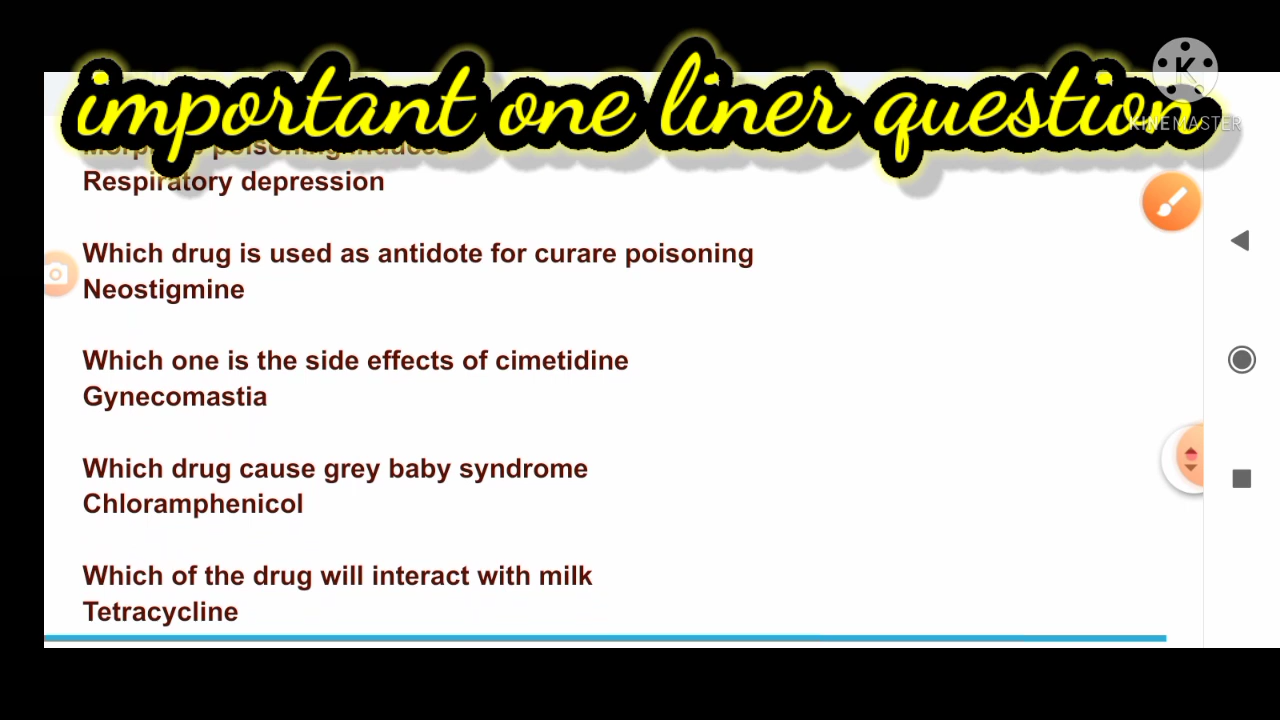 important one liner question
KINEMASTER
Respiratory depression
Which drug is used as antidote for curare poisoning
Neostigmine
Which one is the side effects of cimetidine
Gynecomastia
Which drug cause grey baby syndrome
Chloramphenicol
Which of the drug will interact with milk
Tetracycline